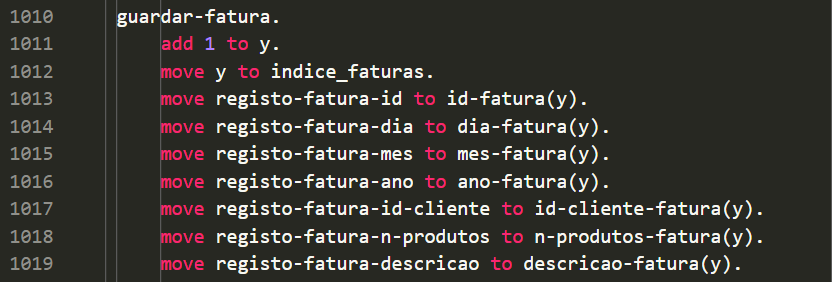 1010 guardar-fatura.
1011 add 1 to y.
1012 move y to indice_faturas.
1013 move registo-fatura-id to id-fatura(y).
1014 move registo-fatura-dia to dia-fatura(y).
1015 move registo-fatura-mes to mes-fatura(y).
1016 move registo-fatura-ano to ano-fatura(y).
1017 move registo-fatura-id-cliente to id-cliente-fatura(y).
1018 move registo-fatura-n-produtos to n-produtos-fatura(y).
1019 move registo-fatura-descricao to descricao-fatura(y).